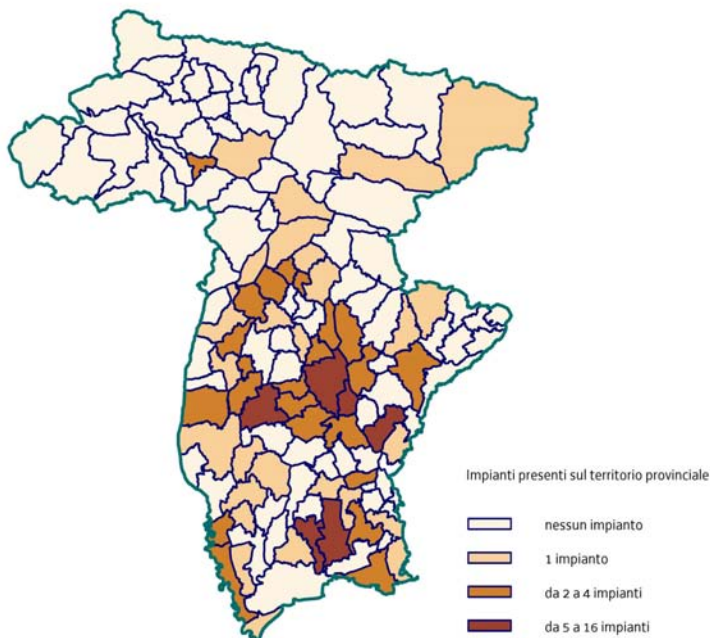 Impianti presenti sul territorio provinciale
nessun impianto
1 impianto
da 2 a 4 impianti
da 5 a 16 impianti